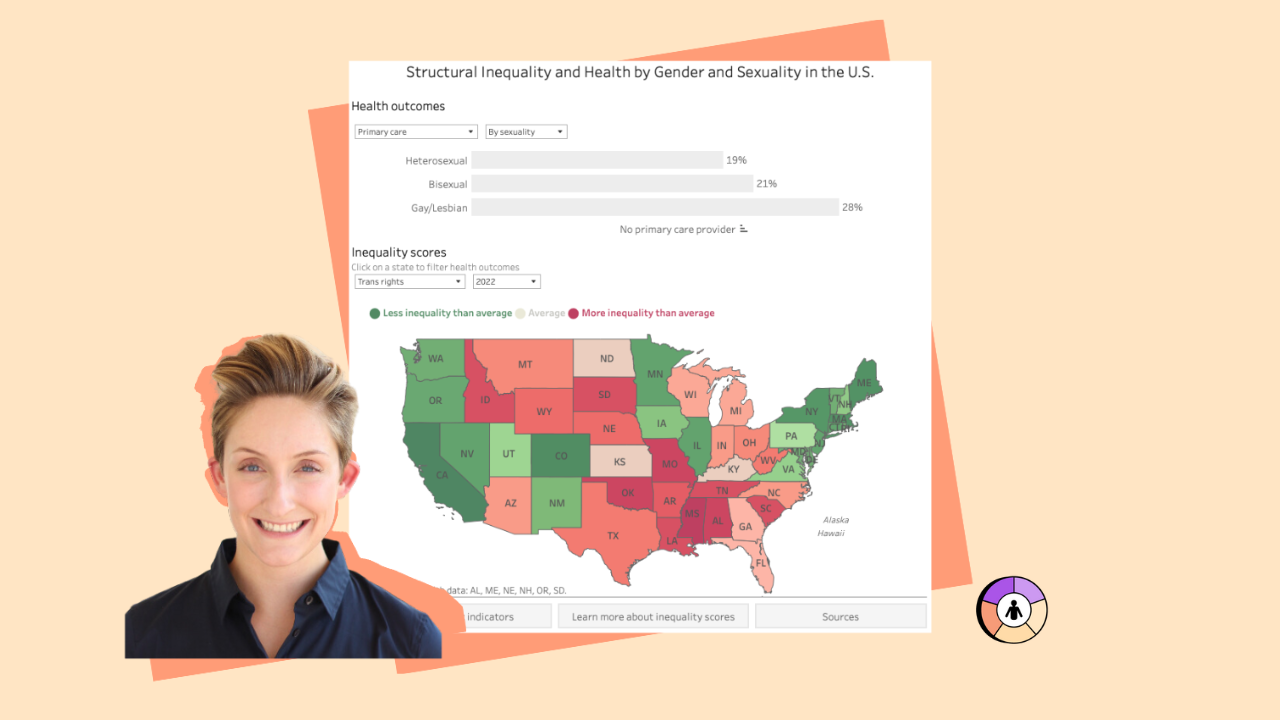 Structural Inequality and Health by Gender and Sexuality in the U.S.
Health outcomes
Primary care By sexuality
Heterosexual 19%
Bisexual 21%
Gay/Lesbian 28%
No primary care provider
Inequality scores
Click on a state to filter health outcomes
Trans rights 2022
Less inequality than average Average More inequality than average
WA MT ND MN ME
OR ID WY SD WI MI VT NH
NY MA
NE IA PA CT RI
NV UT CO IL IN OH NJ
CA KS MO KY WV VA MD DE
AZ NM OK AR TN NC
TX LA MS AL GA SC
FL
Alaska
Hawaii
data: AL, ME, NE, NH, OR, SD.
indicators Learn more about inequality scores Sources